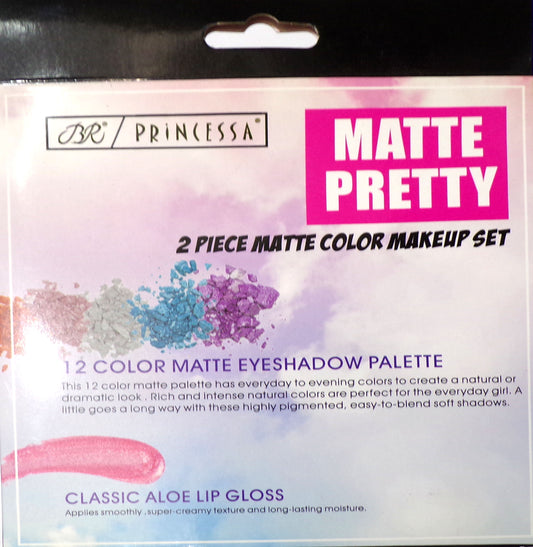 BR® / PRINCESSA®
MATTE
PRETTY
2 PIECE MATTE COLOR MAKEUP SET
12 COLOR MATTE EYESHADOW PALETTE
This 12 color matte palette has everyday to evening colors to create a natural or
dramatic look . Rich and intense natural colors are perfect for the everyday girl. A
little goes a long way with these highly pigmented, easy-to-blend soft shadows.
CLASSIC ALOE LIP GLOSS
Applies smoothly ,super-creamy texture and long-lasting moisture.